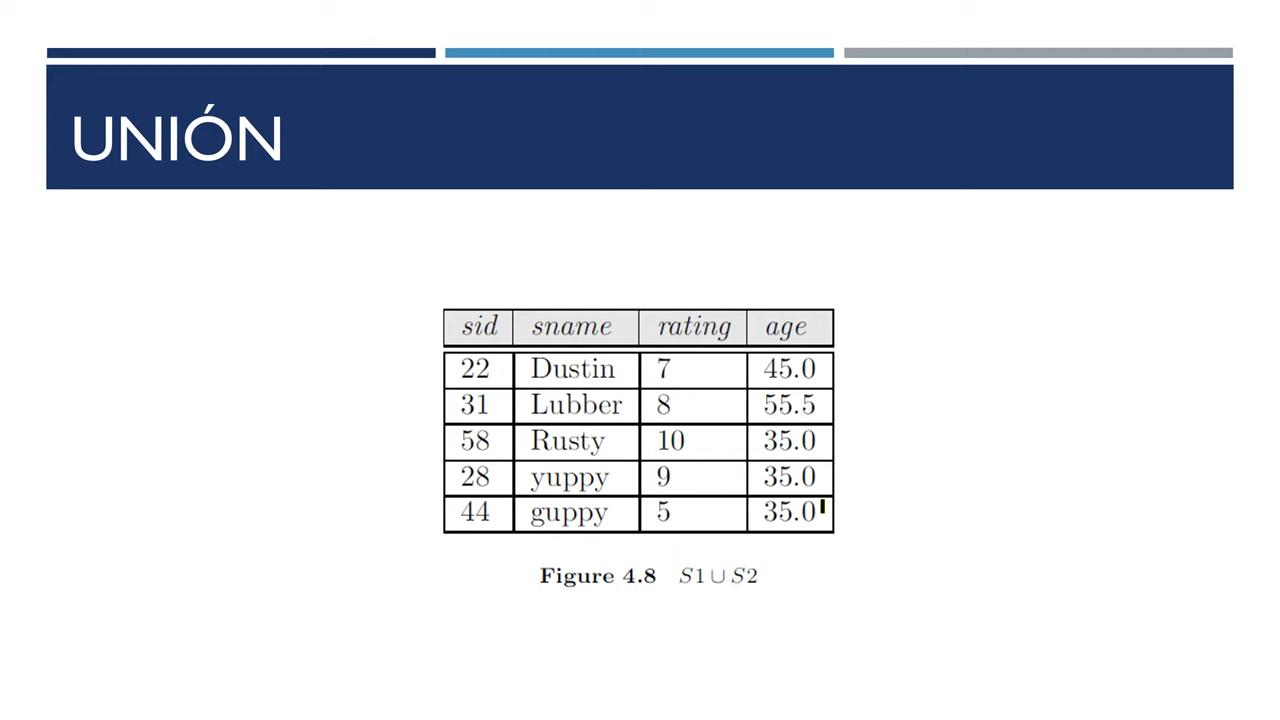 UNIÓN
sid sname rating age
22 Dustin 7 45.0
31 Lubber 8 55.5
58 Rusty 10 35.0
28 yuppy 9 35.0
44 guppy 5 35.0
Figure 4.8 S1 ∪ S2